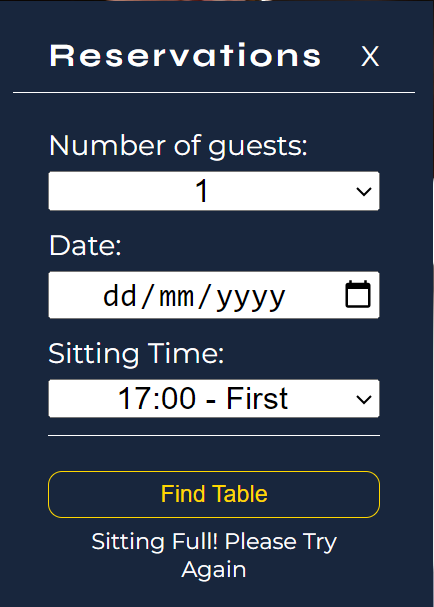 Reservations X
Number of guests:
1
Date:
dd/mm/yyyy
Sitting Time:
17:00 - First
Find Table
Sitting Full! Please Try
Again